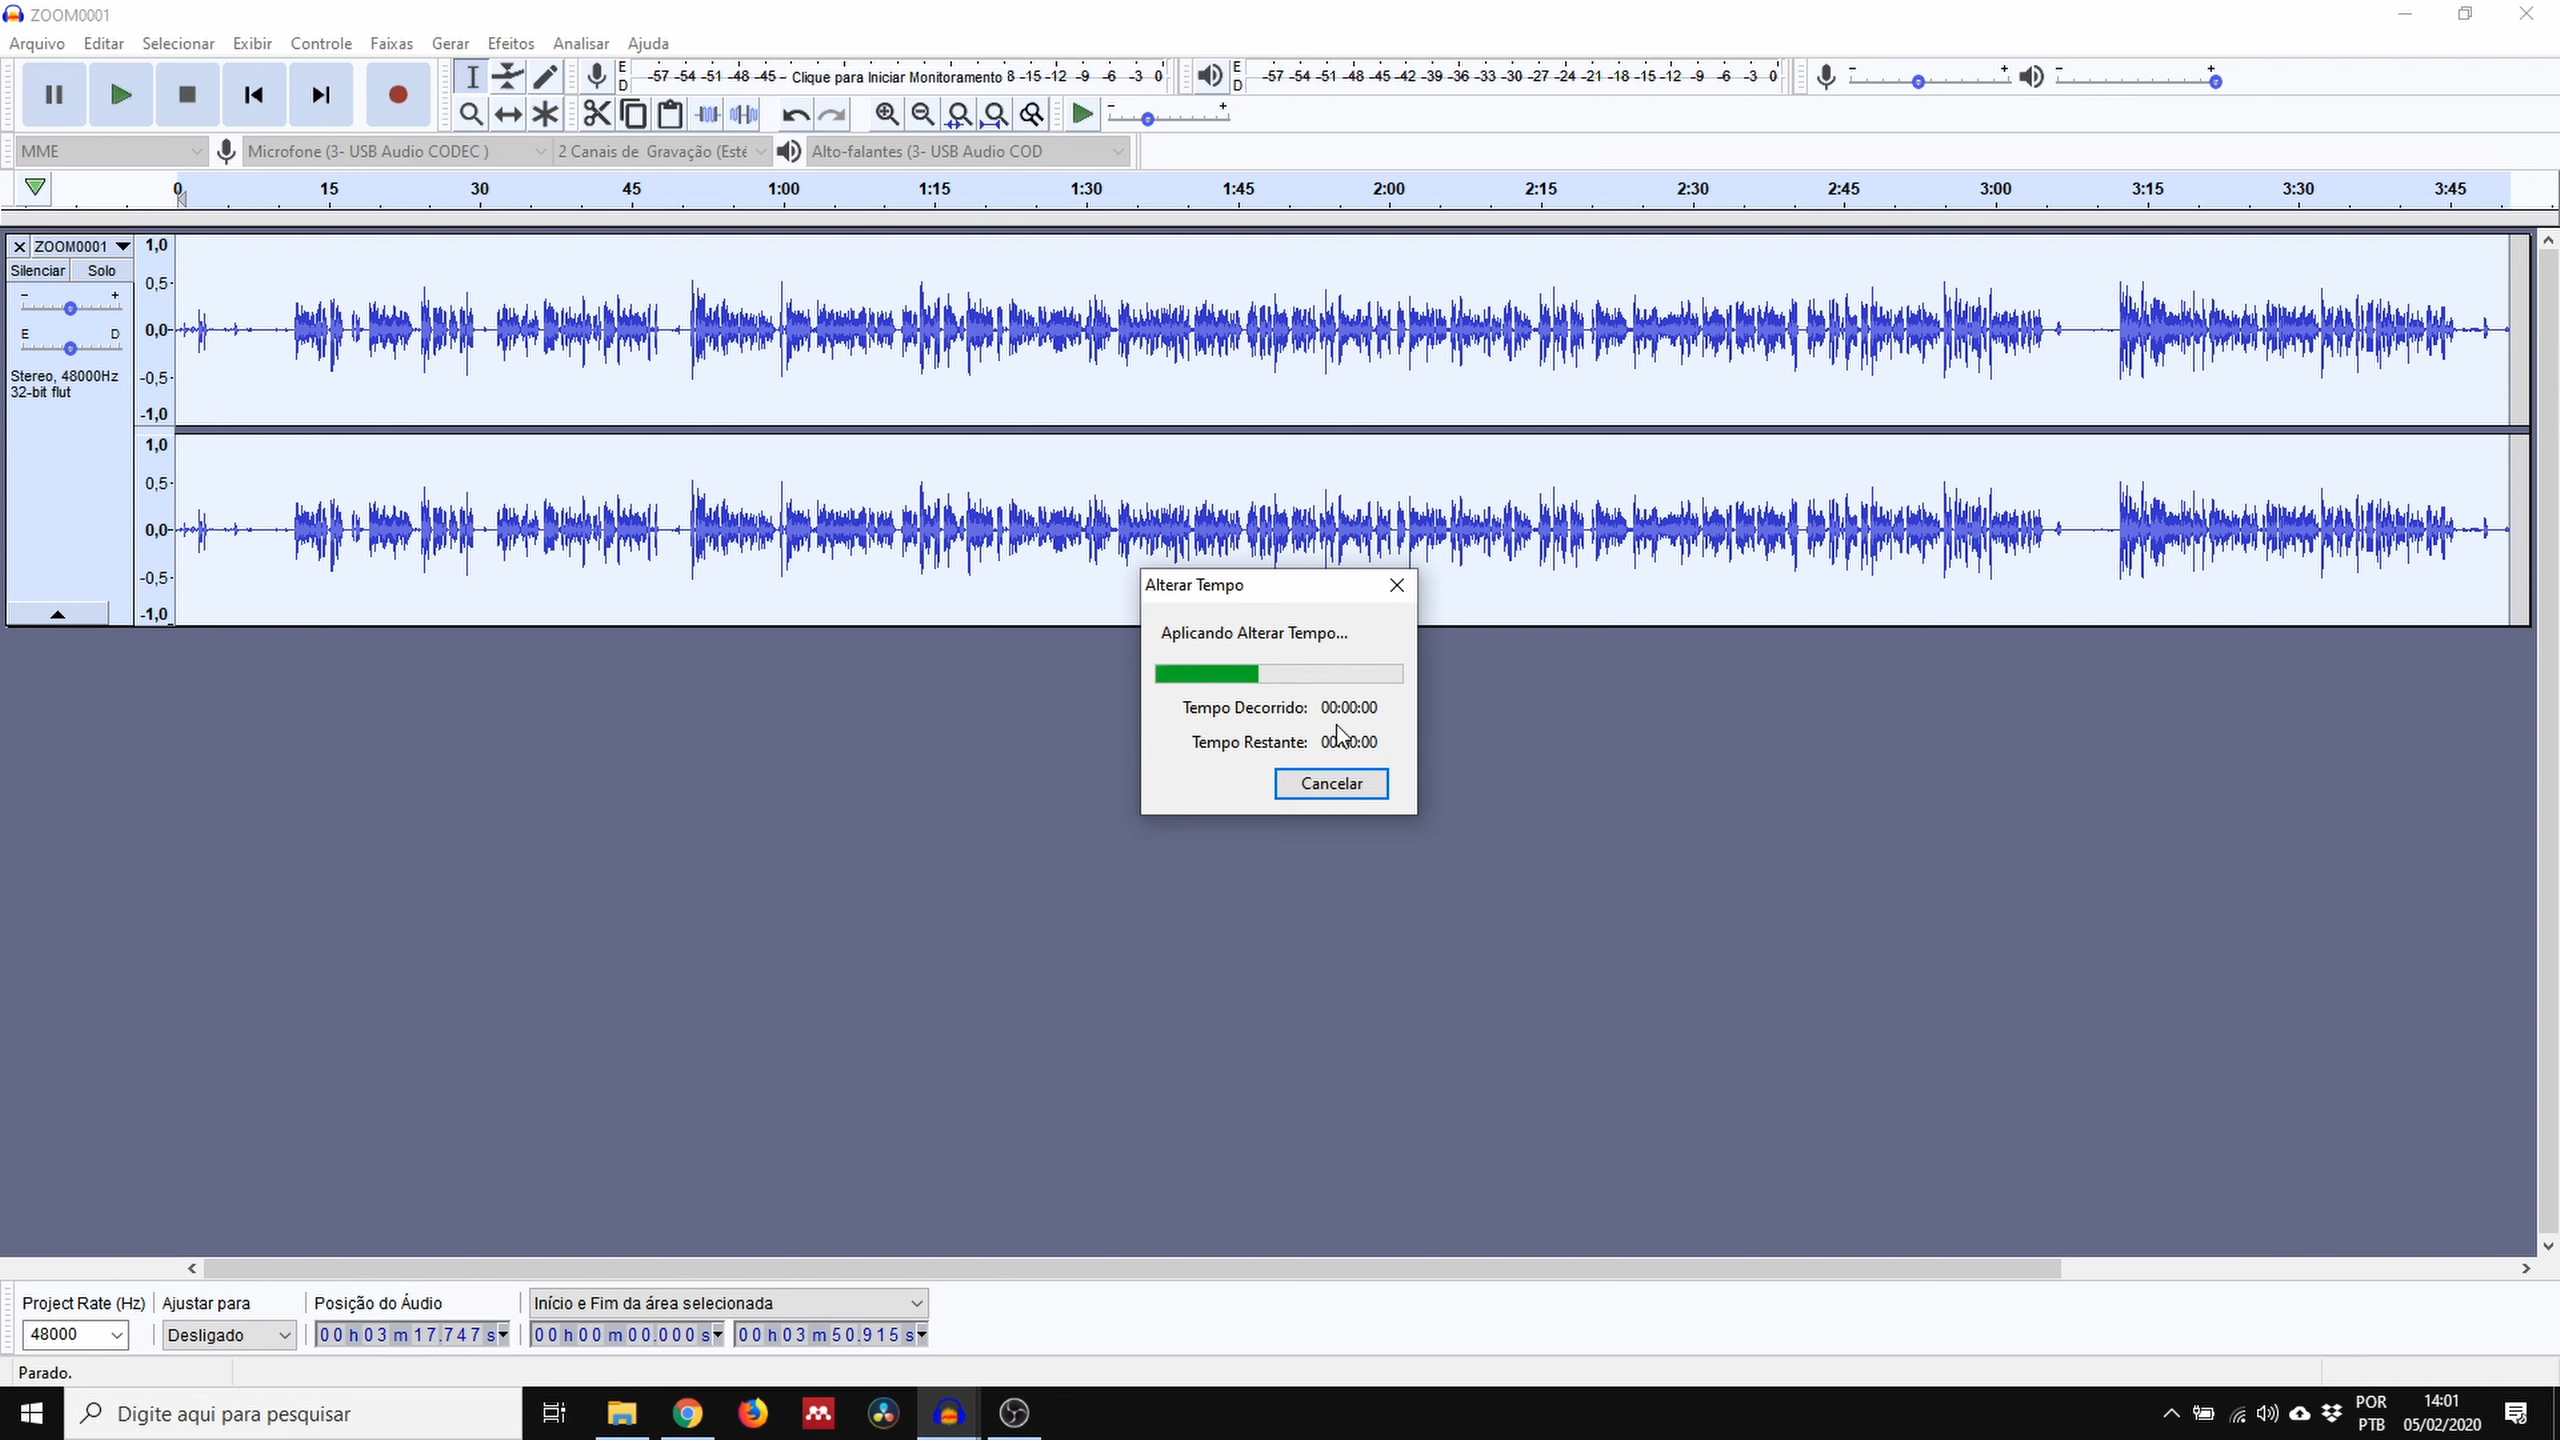 ZOOM0001
Arquivo Editar Selecionar Exibir Controle Faixas Gerar Efeitos Analisar Ajuda
E -57 -54 -51 -48 -45 - Clique para Iniciar Monitoramento 8 -15 -12 -9 -6 -3 0 E -57 -54 -51 -48 -45 -42 -39 -36 -33 -30 -27 -24 -21 -18 -15 -12 -9 -6 -3 0 - + - +
D D
- +
MME Microfone (3- USB Audio CODEC ) 2 Canais de Gravação (Esté Alto-falantes (3- USB Audio COD
0 15 30 45 1:00 1:15 1:30 1:45 2:00 2:15 2:30 2:45 3:00 3:15 3:30 3:45
ZOOM0001 1,0
Silenciar Solo
0,5
- +
0,0
E D
Stereo, 48000Hz
-0,5
32-bit flut
-1,0
1,0
0,5
0,0
-0,5
-1,0
Alterar Tempo
Aplicando Alterar Tempo...
Tempo Decorrido: 00:00:00
Tempo Restante: 00:00:00
Cancelar
Project Rate (Hz) Ajustar para Posição do Áudio Início e Fim da área selecionada
48000 Desligado 00 h 03 m 17.747 s 00 h 00 m 00.000 s 00 h 03 m 50.915 s
Parado.
Digite aqui para pesquisar
POR 14:01
PTB 05/02/2020